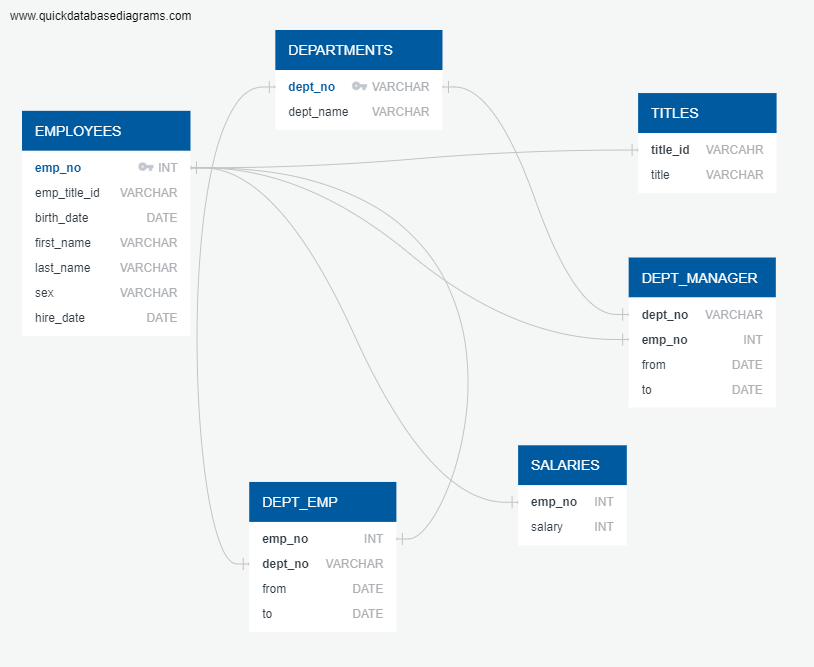 www.quickdatabasediagrams.com
DEPARTMENTS
dept_no VARCHAR
dept_name VARCHAR
EMPLOYEES
emp_no INT
emp_title_id VARCHAR
birth_date DATE
first_name VARCHAR
last_name VARCHAR
sex VARCHAR
hire_date DATE
TITLES
title_id VARCAHR
title VARCHAR
DEPT_MANAGER
dept_no VARCHAR
emp_no INT
from DATE
to DATE
SALARIES
emp_no INT
salary INT
DEPT_EMP
emp_no INT
dept_no VARCHAR
from DATE
to DATE